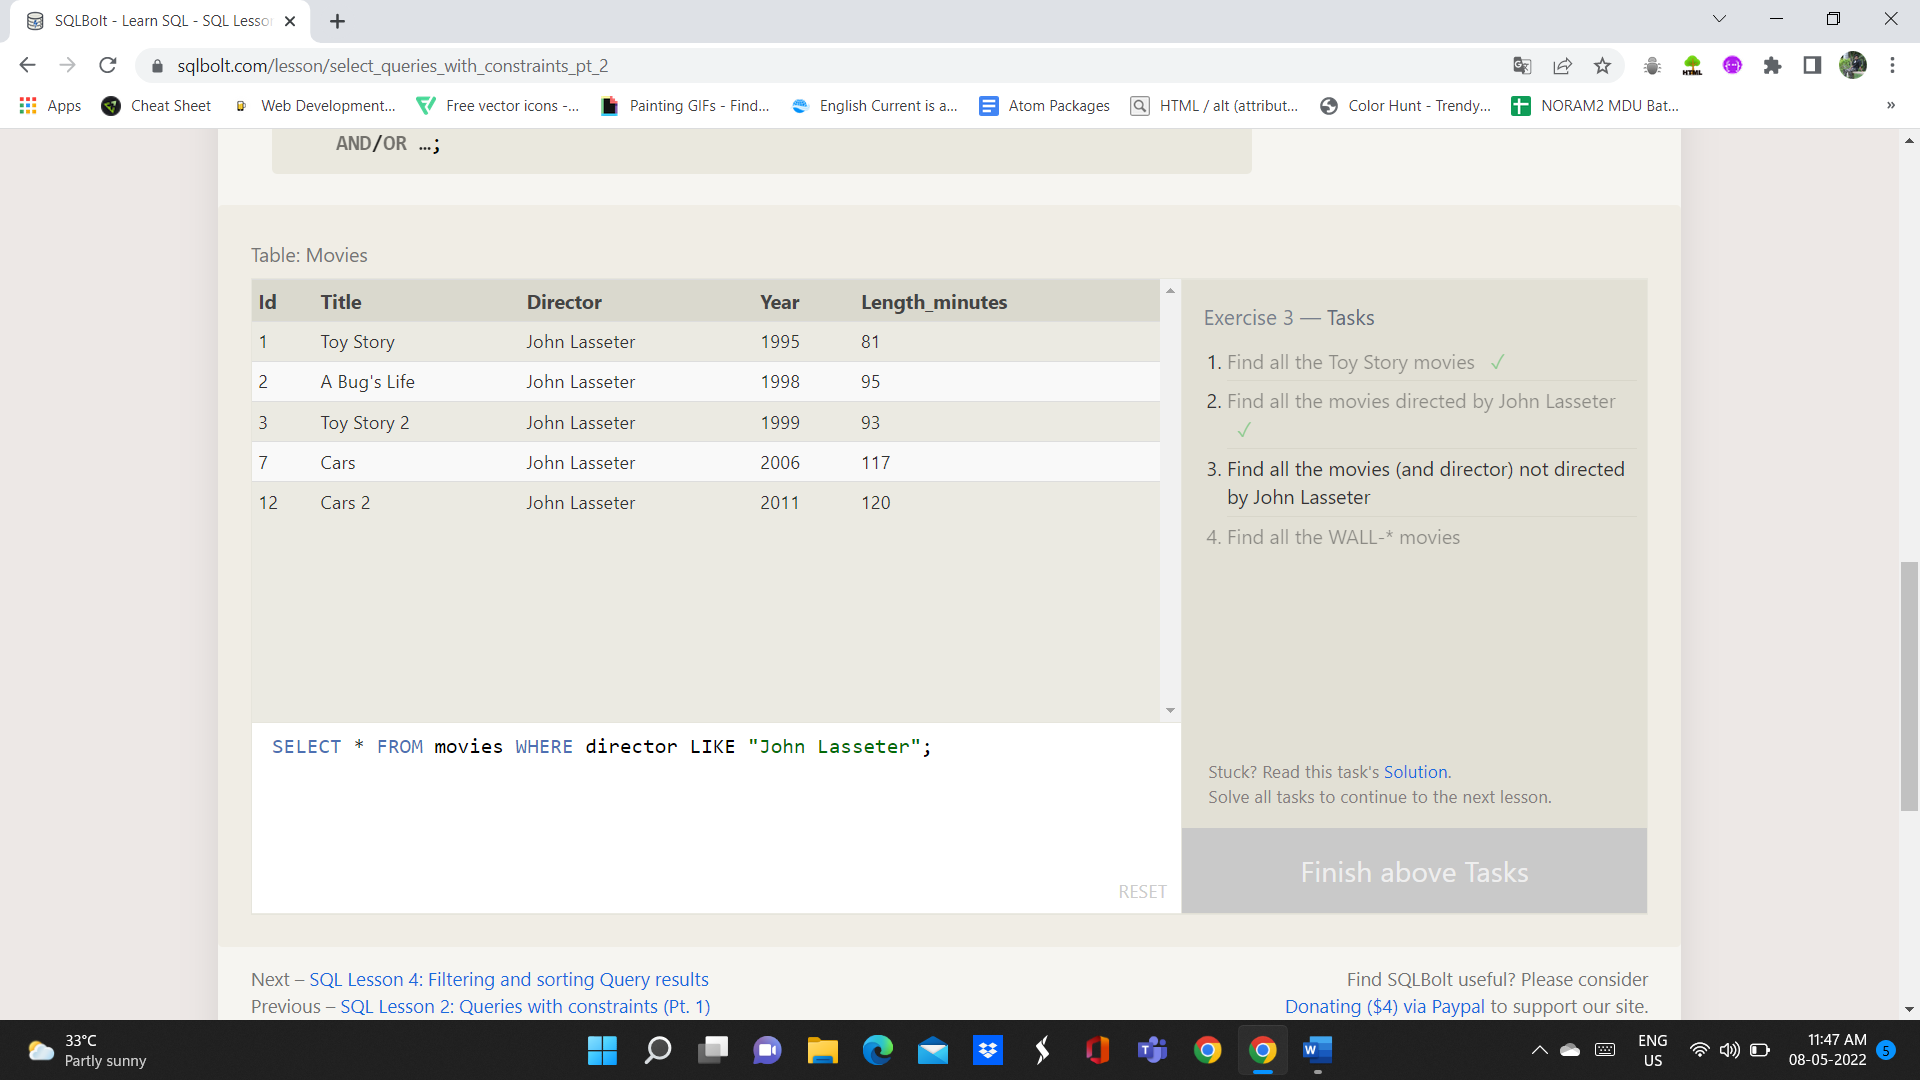 SQLBolt - Learn SQL - SQL Lesso
sqlbolt.com/lesson/select_queries_with_constraints_pt_2
Apps Cheat Sheet Web Development... Free vector icons -... Painting GIFs - Find... English Current is a... Atom Packages HTML / alt (attribut... Color Hunt - Trendy... NORAM2 MDU Bat... »
AND/OR …;
Table: Movies
Id Title Director Year Length_minutes
1 Toy Story John Lasseter 1995 81
2 A Bug's Life John Lasseter 1998 95
3 Toy Story 2 John Lasseter 1999 93
7 Cars John Lasseter 2006 117
12 Cars 2 John Lasseter 2011 120
SELECT * FROM movies WHERE director LIKE "John Lasseter";
RESET
Exercise 3 — Tasks
1. Find all the Toy Story movies ✓
2. Find all the movies directed by John Lasseter
✓
3. Find all the movies (and director) not directed
by John Lasseter
4. Find all the WALL-* movies
Stuck? Read this task's Solution.
Solve all tasks to continue to the next lesson.
Finish above Tasks
Next – SQL Lesson 4: Filtering and sorting Query results
Previous – SQL Lesson 2: Queries with constraints (Pt. 1)
Find SQLBolt useful? Please consider
Donating ($4) via Paypal to support our site.
33°C
Partly sunny
ENG
US
11:47 AM
08-05-2022
5